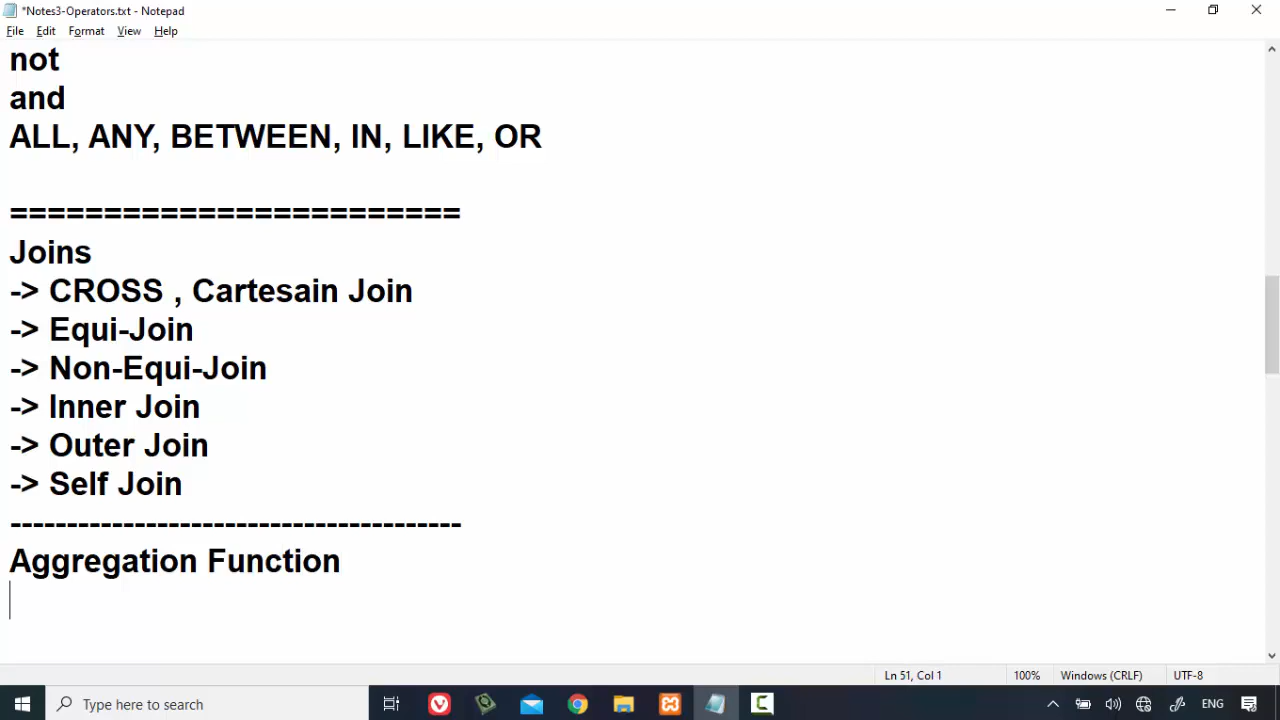 *Notes3-Operators.txt - Notepad
File Edit Format View Help
not
and
ALL, ANY, BETWEEN, IN, LIKE, OR
========================
Joins
-> CROSS , Cartesain Join
-> Equi-Join
-> Non-Equi-Join
-> Inner Join
-> Outer Join
-> Self Join
----------------------------------------
Aggregation Function
Ln 51, Col 1 100% Windows (CRLF) UTF-8
Type here to search ENG